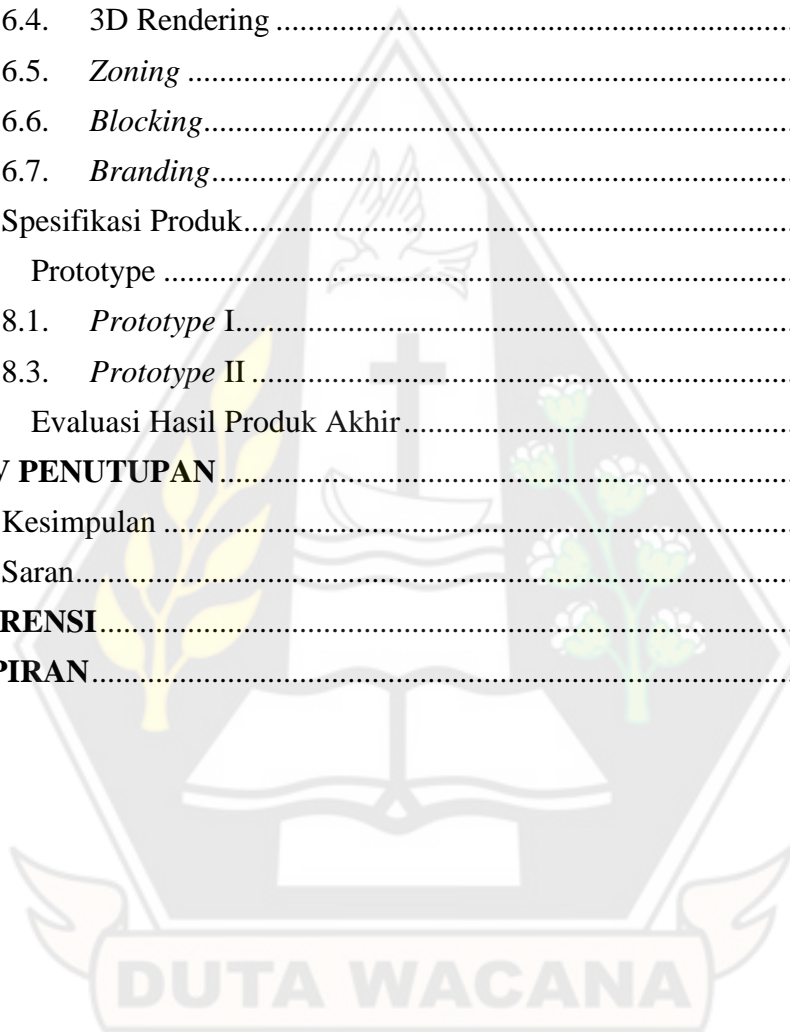 6.4. 3D Rendering ................................................................
6.5. Zoning ................................................................
6.6. Blocking ................................................................
6.7. Branding ................................................................
Spesifikasi Produk ................................................................
Prototype ................................................................
8.1. Prototype I ................................................................
8.3. Prototype II ................................................................
Evaluasi Hasil Produk Akhir ................................................................
V PENUTUPAN ................................................................
Kesimpulan ................................................................
Saran ................................................................
RENSI ................................................................
PIRAN ................................................................
DUTA WACANA